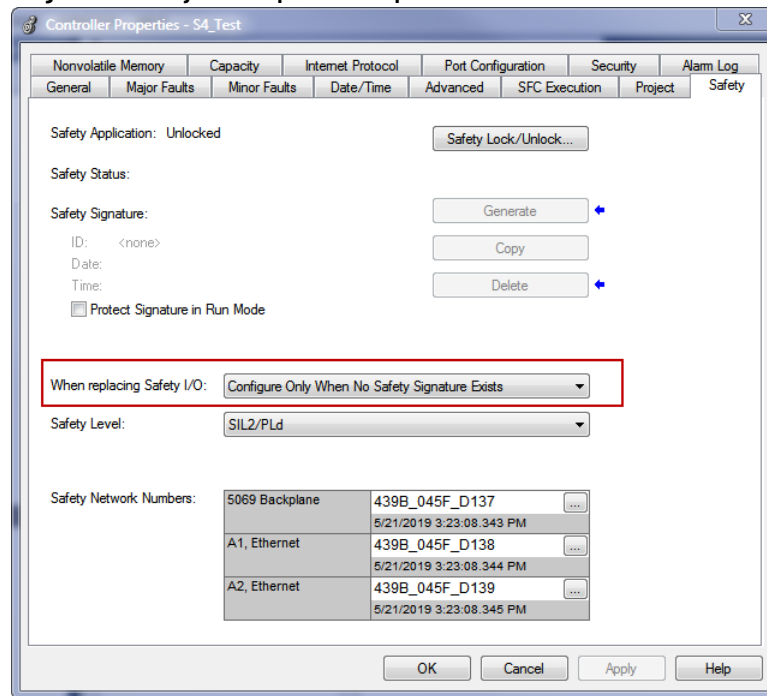 Controller Properties - S4_Test
Nonvolatile Memory Capacity Internet Protocol Port Configuration Security Alarm Log
General Major Faults Minor Faults Date/Time Advanced SFC Execution Project Safety
Safety Application: Unlocked Safety Lock/Unlock...
Safety Status:
Safety Signature: Generate
ID: <none> Copy
Date:
Time: Delete
Protect Signature in Run Mode
When replacing Safety I/O: Configure Only When No Safety Signature Exists
Safety Level: SIL2/PLd
Safety Network Numbers: 5069 Backplane 439B_045F_D137 ...
5/21/2019 3:23:08.343 PM
A1, Ethernet 439B_045F_D138 ...
5/21/2019 3:23:08.344 PM
A2, Ethernet 439B_045F_D139 ...
5/21/2019 3:23:08.345 PM
OK Cancel Apply Help